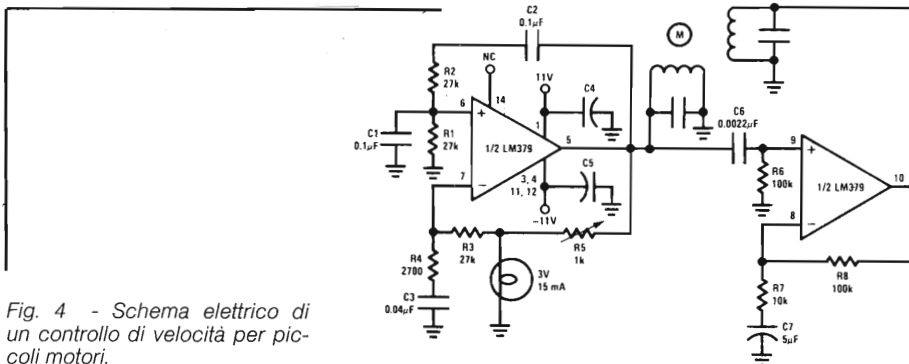 C2
0.1µF
M
R2
27k
NC
14
11V
C4
6
+
1
C6
0.0022µF
C1
0.1µF
R1
27k
1/2 LM379
5
9
+
7
−
3, 4
11, 12
C5
R6
100k
1/2 LM379
10
−11V
8
−
R3
27k
R5
1k
R4
2700
3V
15 mA
R8
100k
R7
10k
C3
0.04µF
C7
5µF
Fig. 4 - Schema elettrico di
un controllo di velocità per pic-
coli motori.